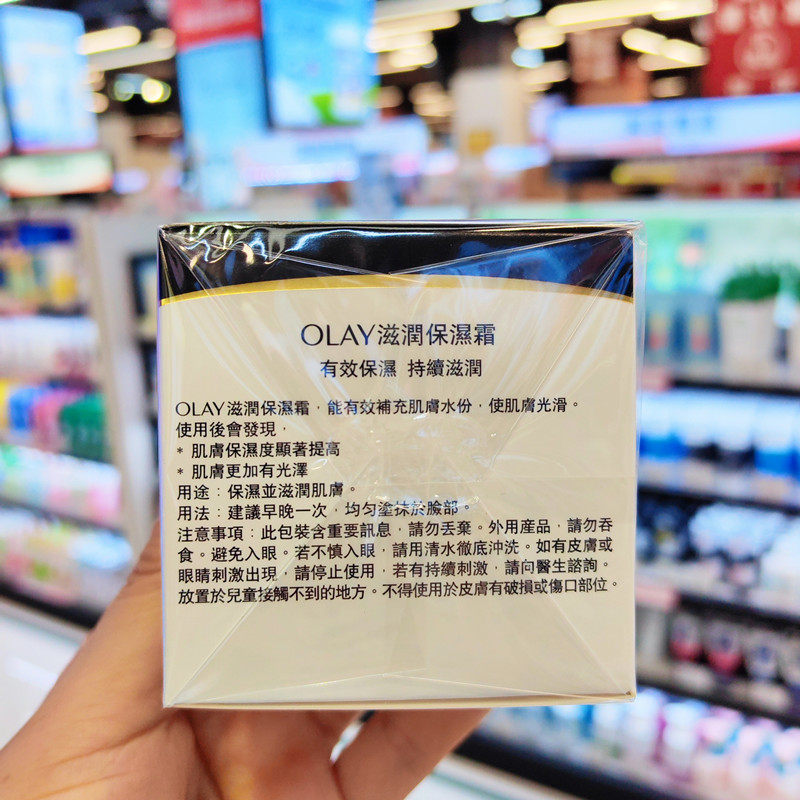 OLAY滋潤保濕霜
有效保濕 持續滋潤
OLAY滋潤保濕霜，能有效補充肌膚水份，使肌膚光滑。
使用後會發現，
* 肌膚保濕度顯著提高
* 肌膚更加有光澤
用途：保濕並滋潤肌膚。
用法：建議早晚一次，均勻塗抹於臉部。
注意事項：此包裝含重要訊息，請勿丟棄。外用產品，請勿吞
食。避免入眼。若不慎入眼，請用清水徹底沖洗。如有皮膚或
眼睛刺激出現，請停止使用，若有持續刺激，請向醫生諮詢。
放置於兒童接觸不到的地方。不得使用於皮膚有破損或傷口部位。